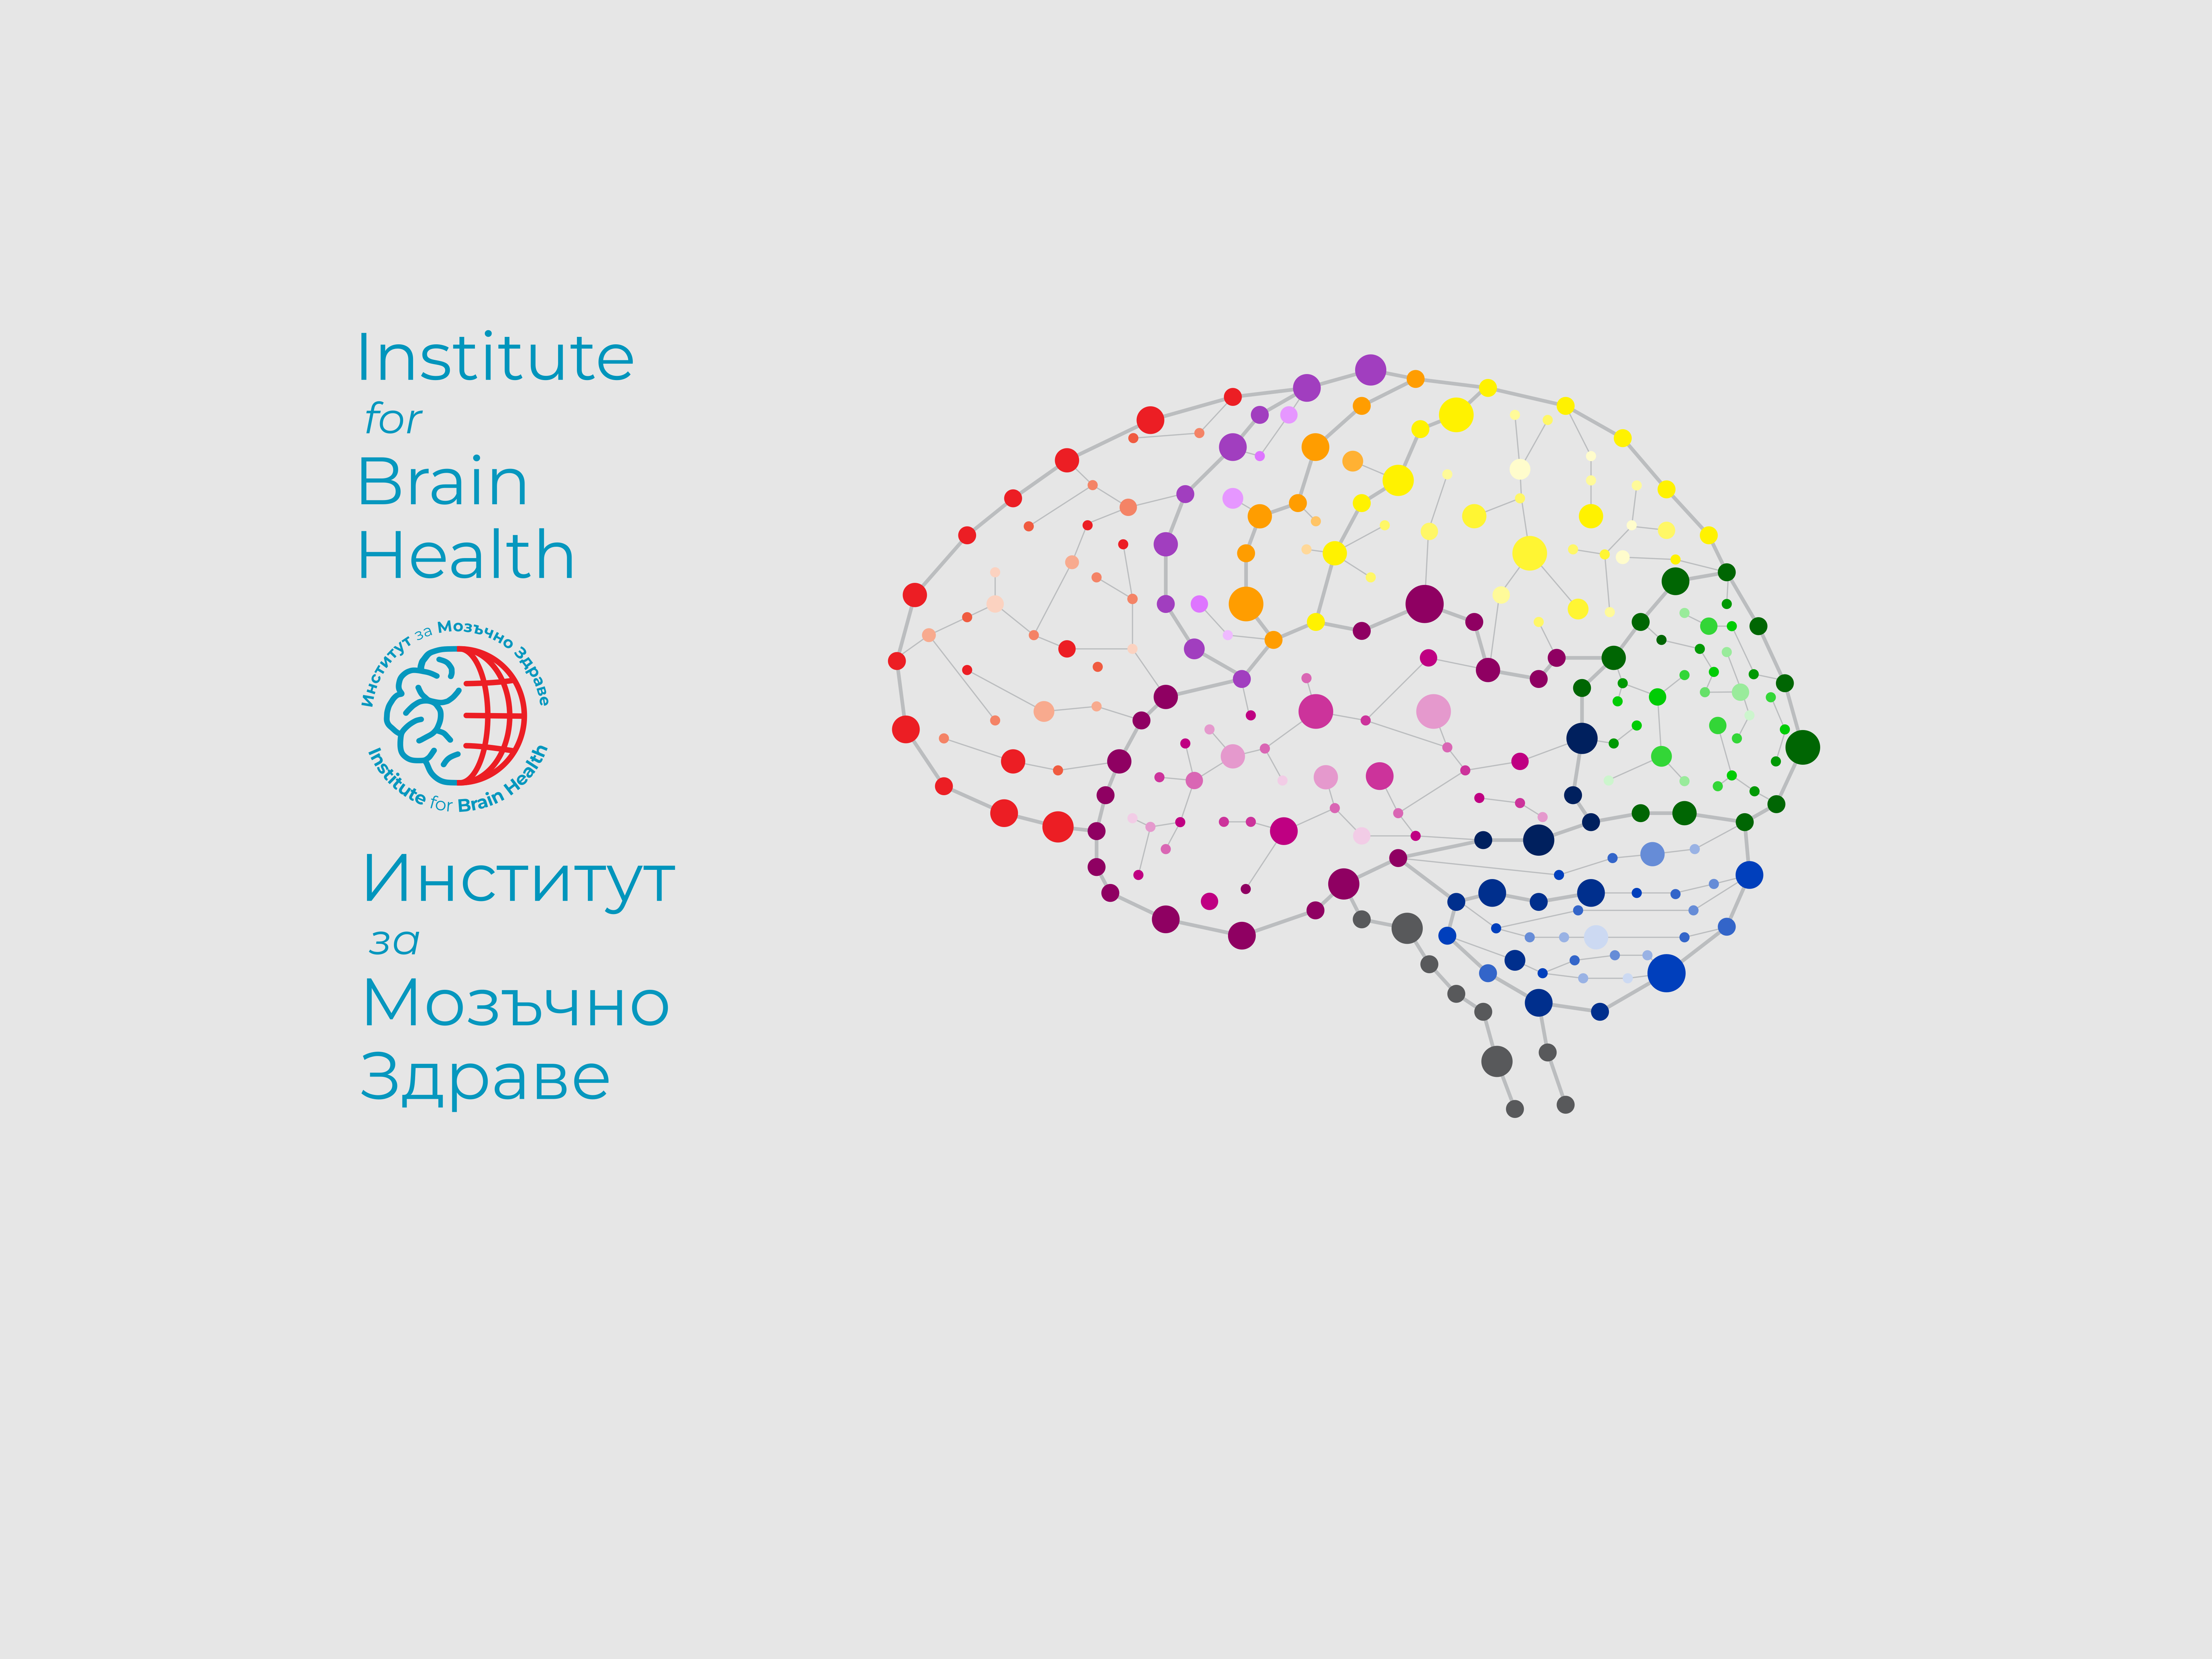 Institute
for
Brain
Health
Институт за Мозъчно Здраве
Institute for Brain Health
Институт
за
Мозъчно
Здраве